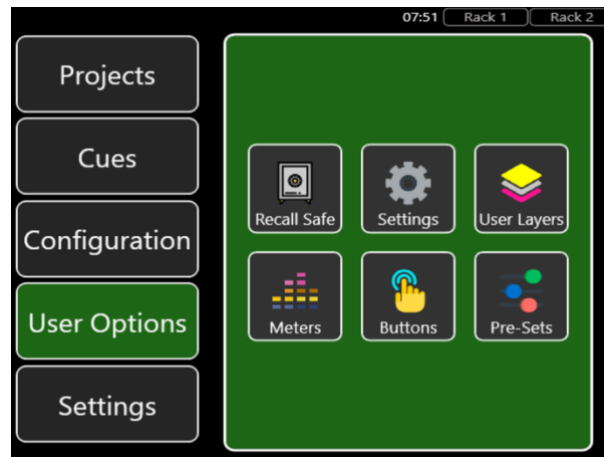 07:51 Rack 1 Rack 2
Projects
Cues
Configuration
User Options
Settings
Recall Safe Settings User Layers
Meters Buttons Pre-Sets